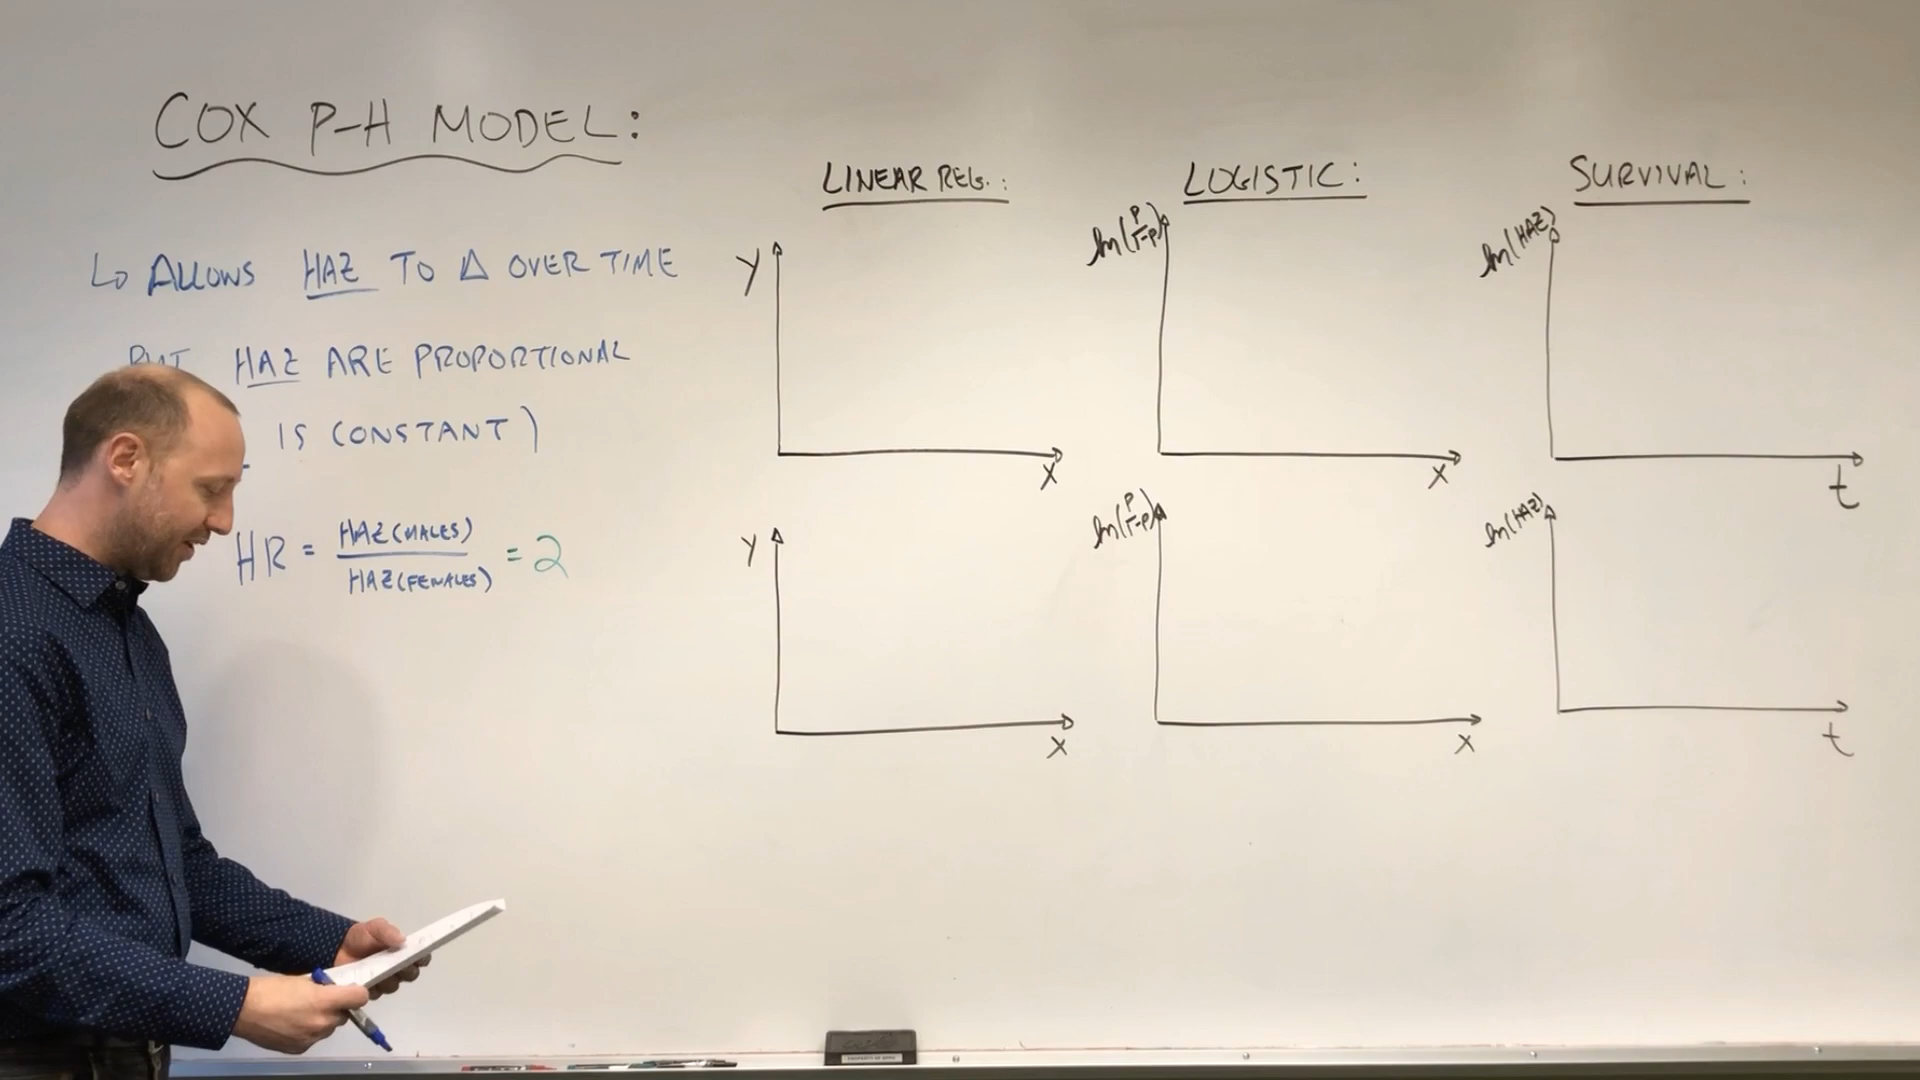 COX P-H MODEL:
↳ ALLOWS HAZ TO Δ OVER TIME
BUT HAZ ARE PROPORTIONAL
IS CONSTANT)
HR = HAZ(MALES) / HAZ(FEMALES) = 2
LINEAR REG.:
Y
X
Y
X
LOGISTIC:
ln(P/1-P)
X
ln(P/1-P)
X
SURVIVAL:
ln(HAZ)
t
ln(HAZ)
t